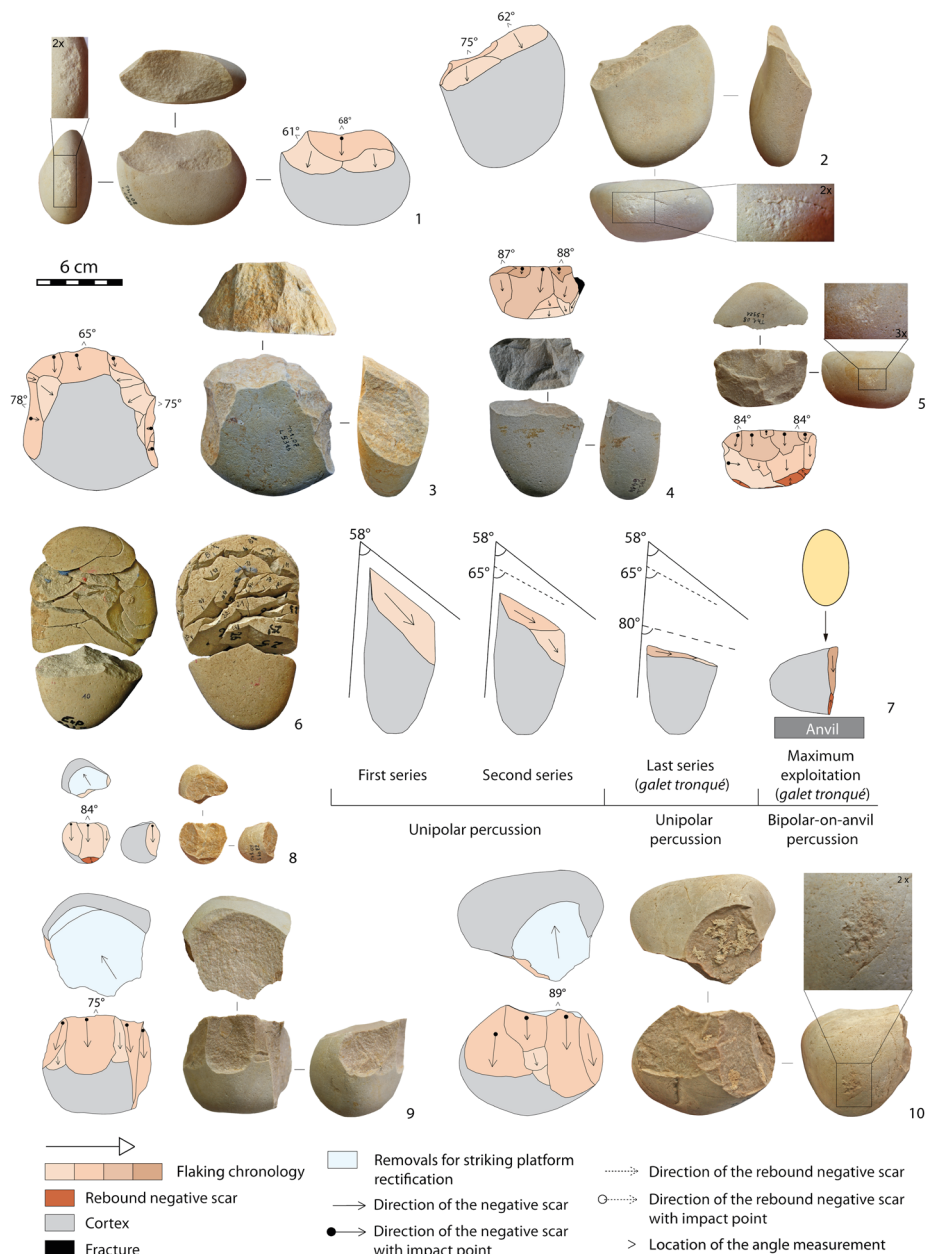 2x
62°
75°
61°
68°
2x
1
2
6 cm
65°
78°
75°
3
87°
88°
4
3x
84°
84°
5
6
58°
58°
65°
58°
65°
80°
7
Anvil
First series
Second series
Last series
(galet tronqué)
Maximum
exploitation
(galet tronqué)
Unipolar percussion
Unipolar
percussion
Bipolar-on-anvil
percussion
84°
8
75°
9
89°
2 x
10
Flaking chronology
Rebound negative scar
Cortex
Fracture
Removals for striking platform
rectification
Direction of the negative scar
Direction of the negative scar
with impact point
Direction of the rebound negative scar
Direction of the rebound negative scar
with impact point
Location of the angle measurement